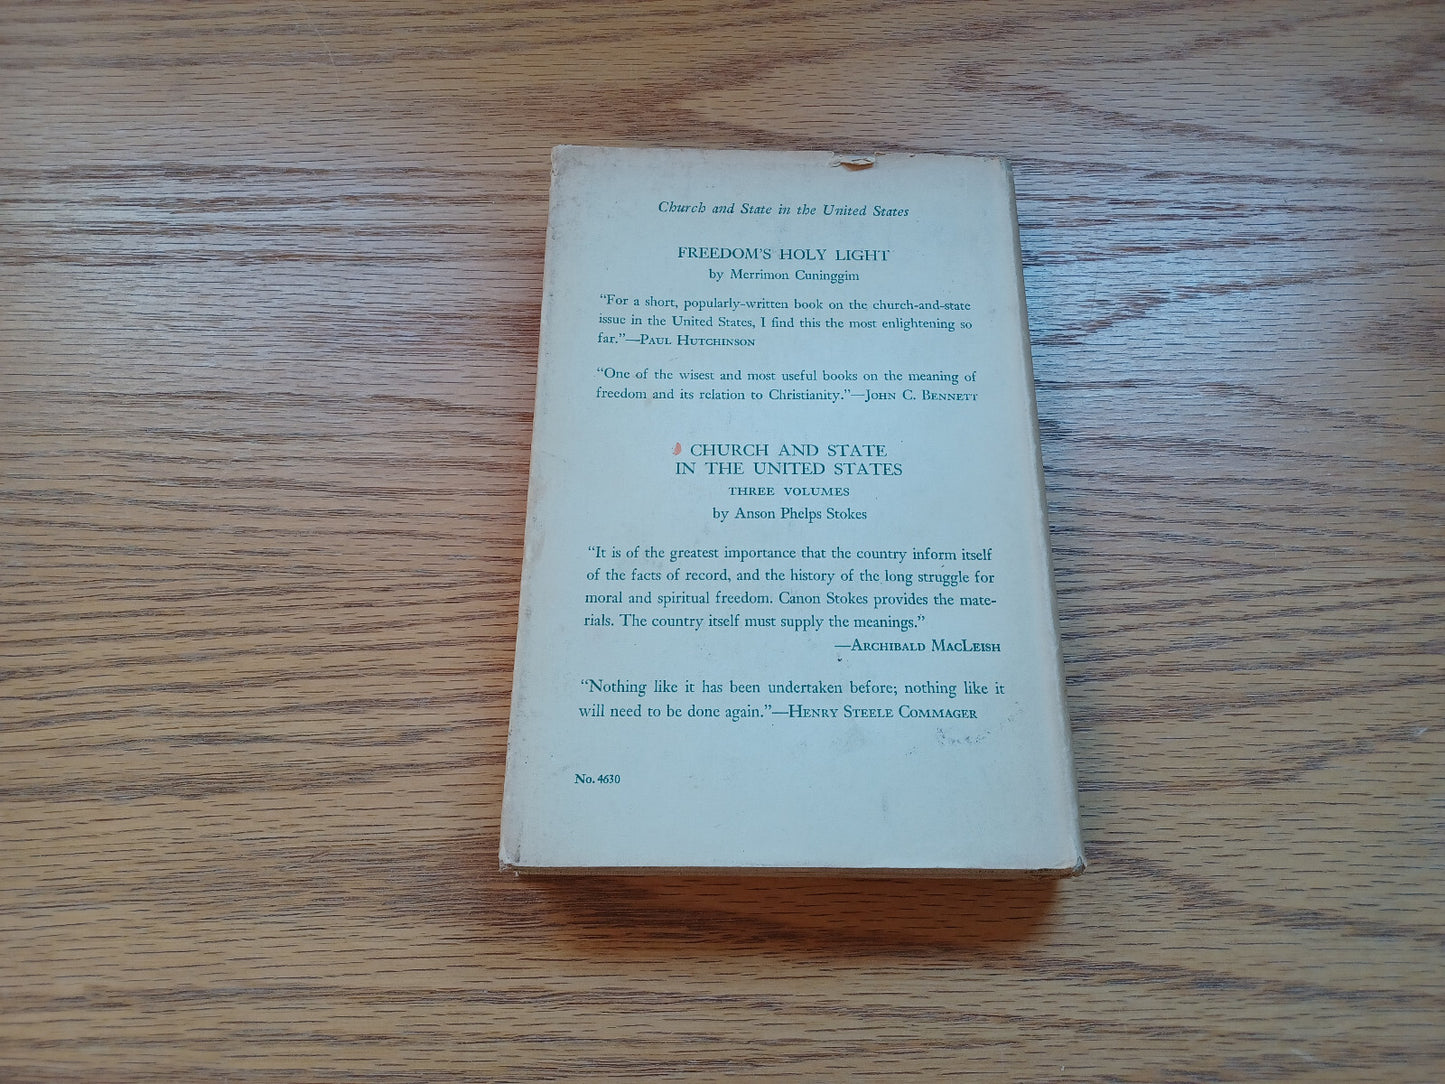 Church and State in the United States
FREEDOM'S HOLY LIGHT
by Merrimon Cuninggim
“For a short, popularly-written book on the church-and-state
issue in the United States, I find this the most enlightening so
far.”—PAUL HUTCHINSON
“One of the wisest and most useful books on the meaning of
freedom and its relation to Christianity.”—JOHN C. BENNETT
CHURCH AND STATE
IN THE UNITED STATES
THREE VOLUMES
by Anson Phelps Stokes
“It is of the greatest importance that the country inform itself
of the facts of record, and the history of the long struggle for
moral and spiritual freedom. Canon Stokes provides the mate-
rials. The country itself must supply the meanings.”
—ARCHIBALD MACLEISH
“Nothing like it has been undertaken before; nothing like it
will need to be done again.”—HENRY STEELE COMMAGER
No. 4630